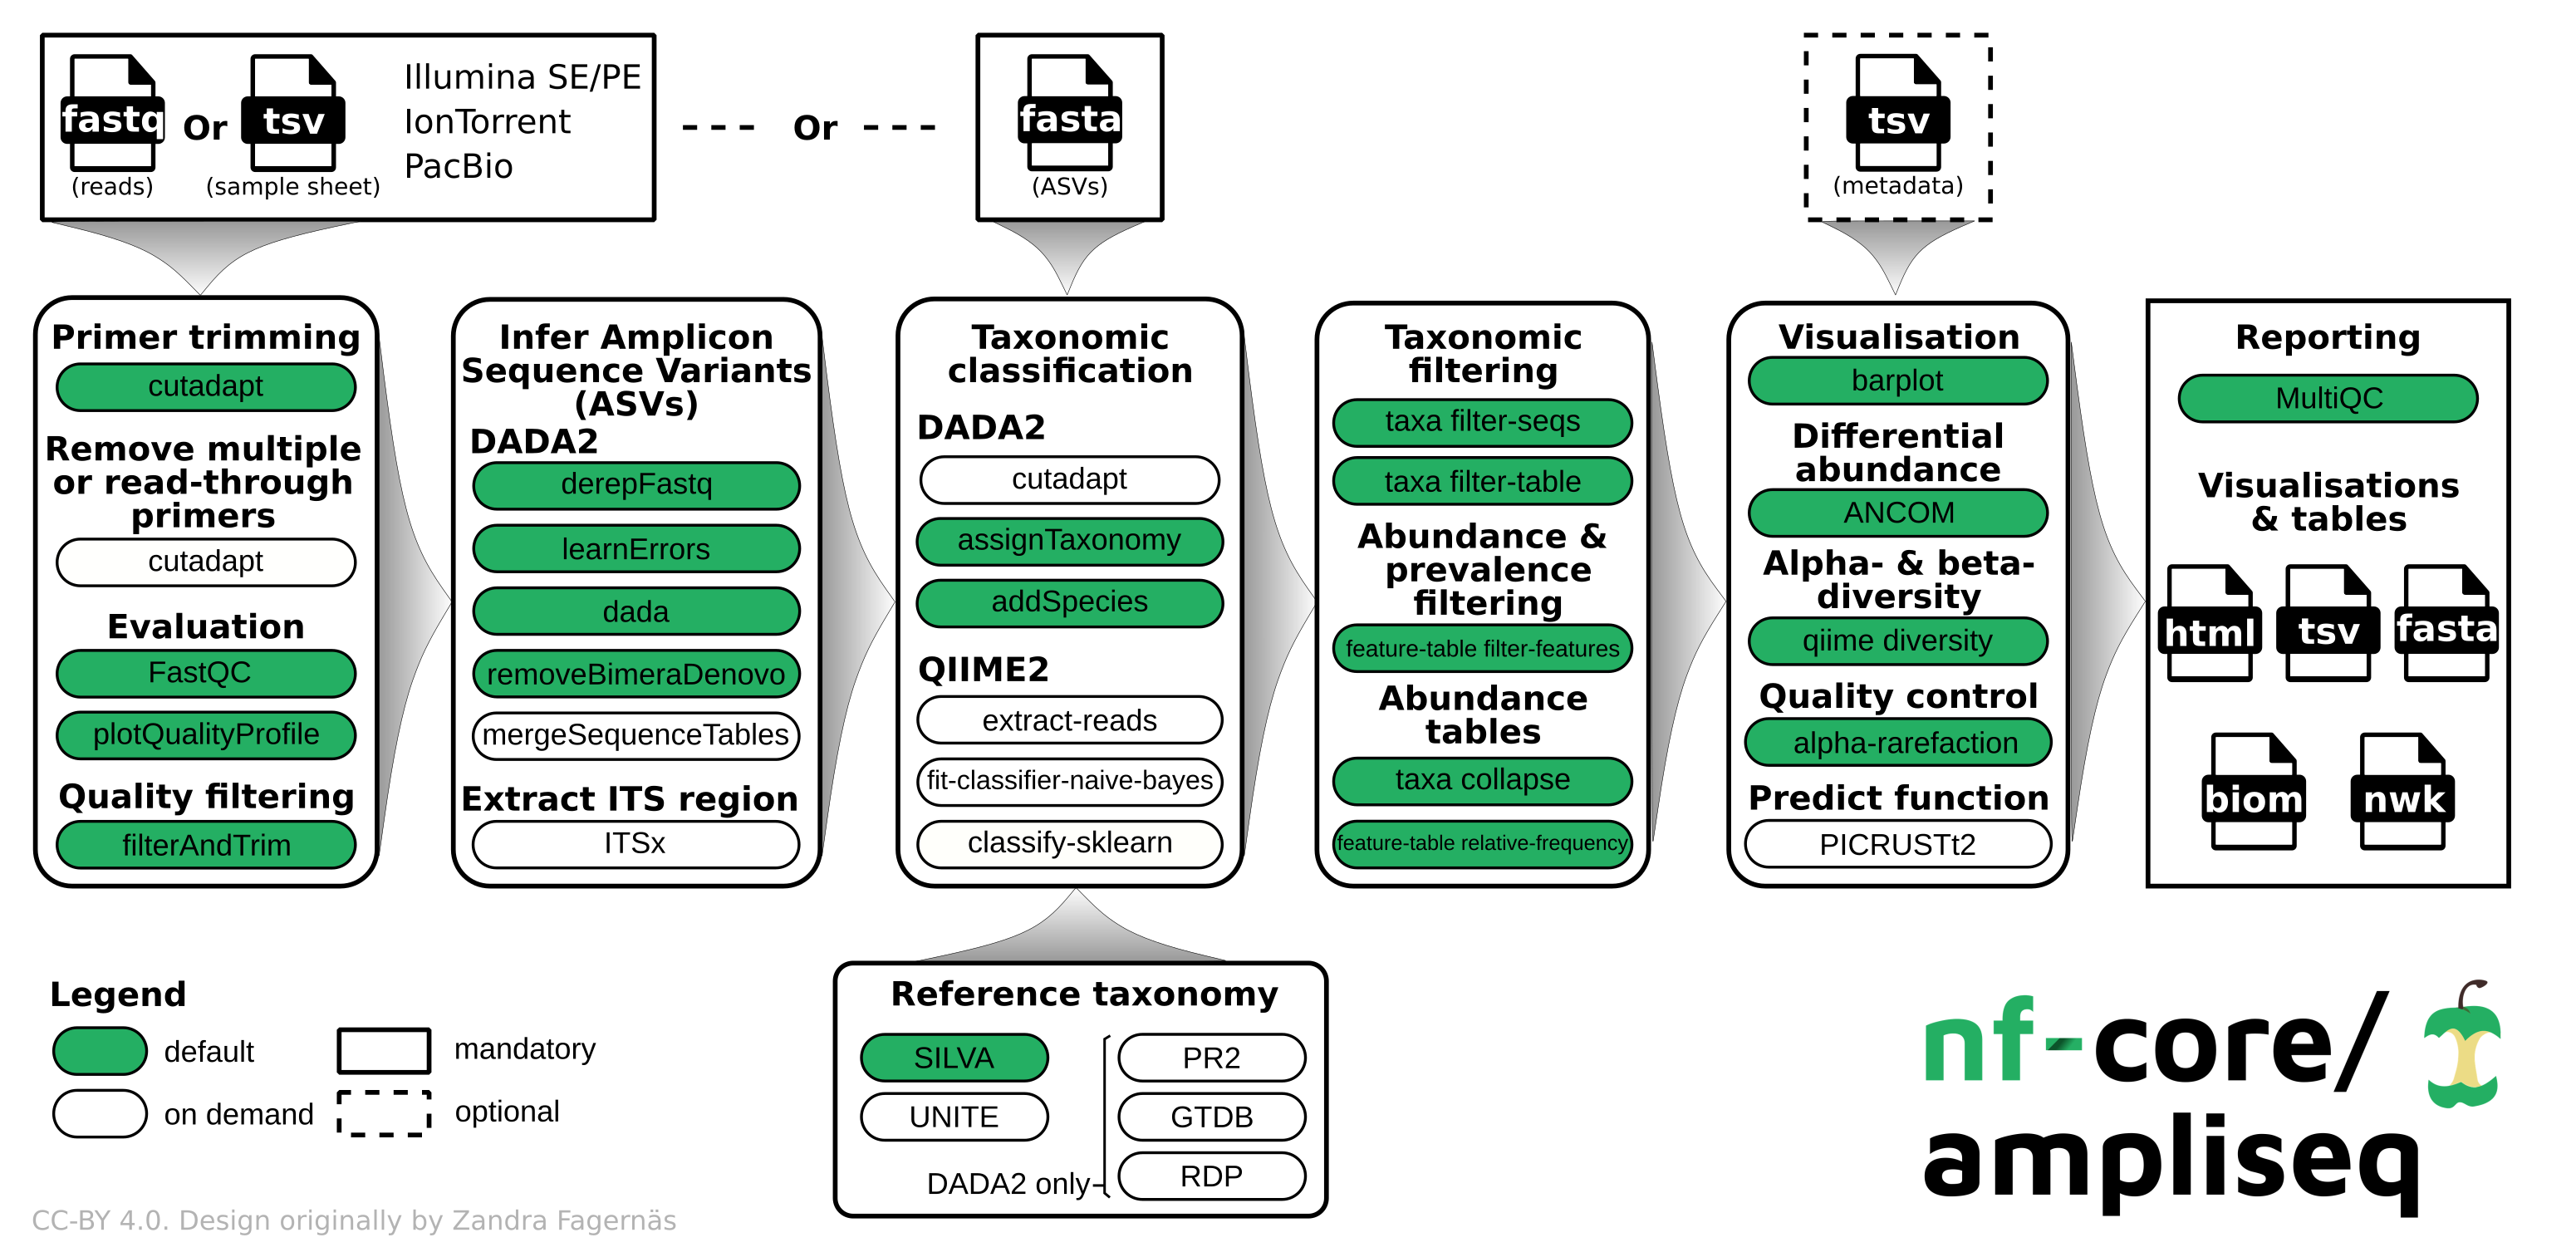 fastq
(reads)
Or
tsv
(sample sheet)
Illumina SE/PE
IonTorrent
PacBio
Or
fasta
(ASVs)
tsv
(metadata)
Primer trimming
cutadapt
Remove multiple
or read-through
primers
cutadapt
Evaluation
FastQC
plotQualityProfile
Quality filtering
filterAndTrim
Infer Amplicon
Sequence Variants
(ASVs)
DADA2
derepFastq
learnErrors
dada
removeBimeraDenovo
mergeSequenceTables
Extract ITS region
ITSx
Taxonomic
classification
DADA2
cutadapt
assignTaxonomy
addSpecies
QIIME2
extract-reads
fit-classifier-naive-bayes
classify-sklearn
Taxonomic
filtering
taxa filter-seqs
taxa filter-table
Abundance &
prevalence
filtering
feature-table filter-features
Abundance
tables
taxa collapse
feature-table relative-frequency
Visualisation
barplot
Differential
abundance
ANCOM
Alpha- & beta-
diversity
qiime diversity
Quality control
alpha-rarefaction
Predict function
PICRUSTt2
Reporting
MultiQC
Visualisations
& tables
html
tsv
fasta
biom
nwk
Legend
default
mandatory
on demand
optional
Reference taxonomy
SILVA
UNITE
DADA2 only
PR2
GTDB
RDP
nf-core/
ampliseq
CC-BY 4.0. Design originally by Zandra Fagernäs